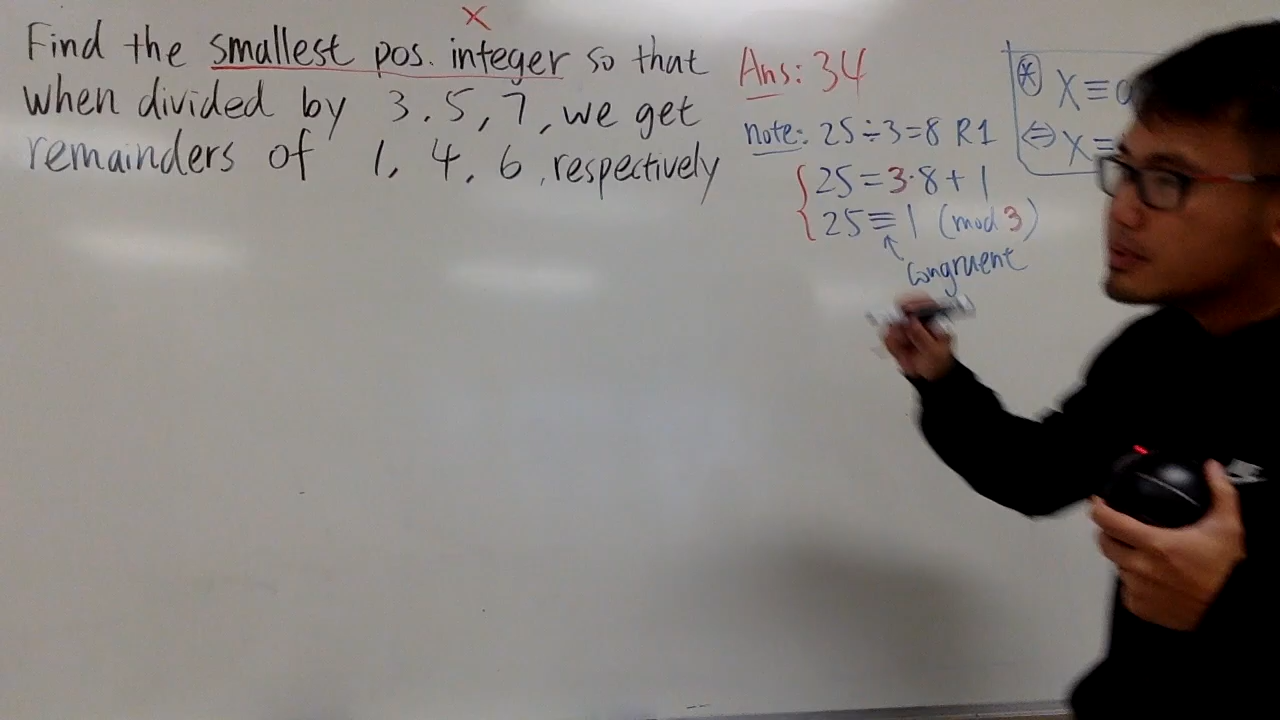 x
Find the smallest pos. integer so that
when divided by 3, 5, 7, we get
remainders of 1, 4, 6, respectively
Ans: 34
note: 25÷3=8 R1
25=3·8+1
25≡1 (mod 3)
congruent
* X≡
⇔ X=